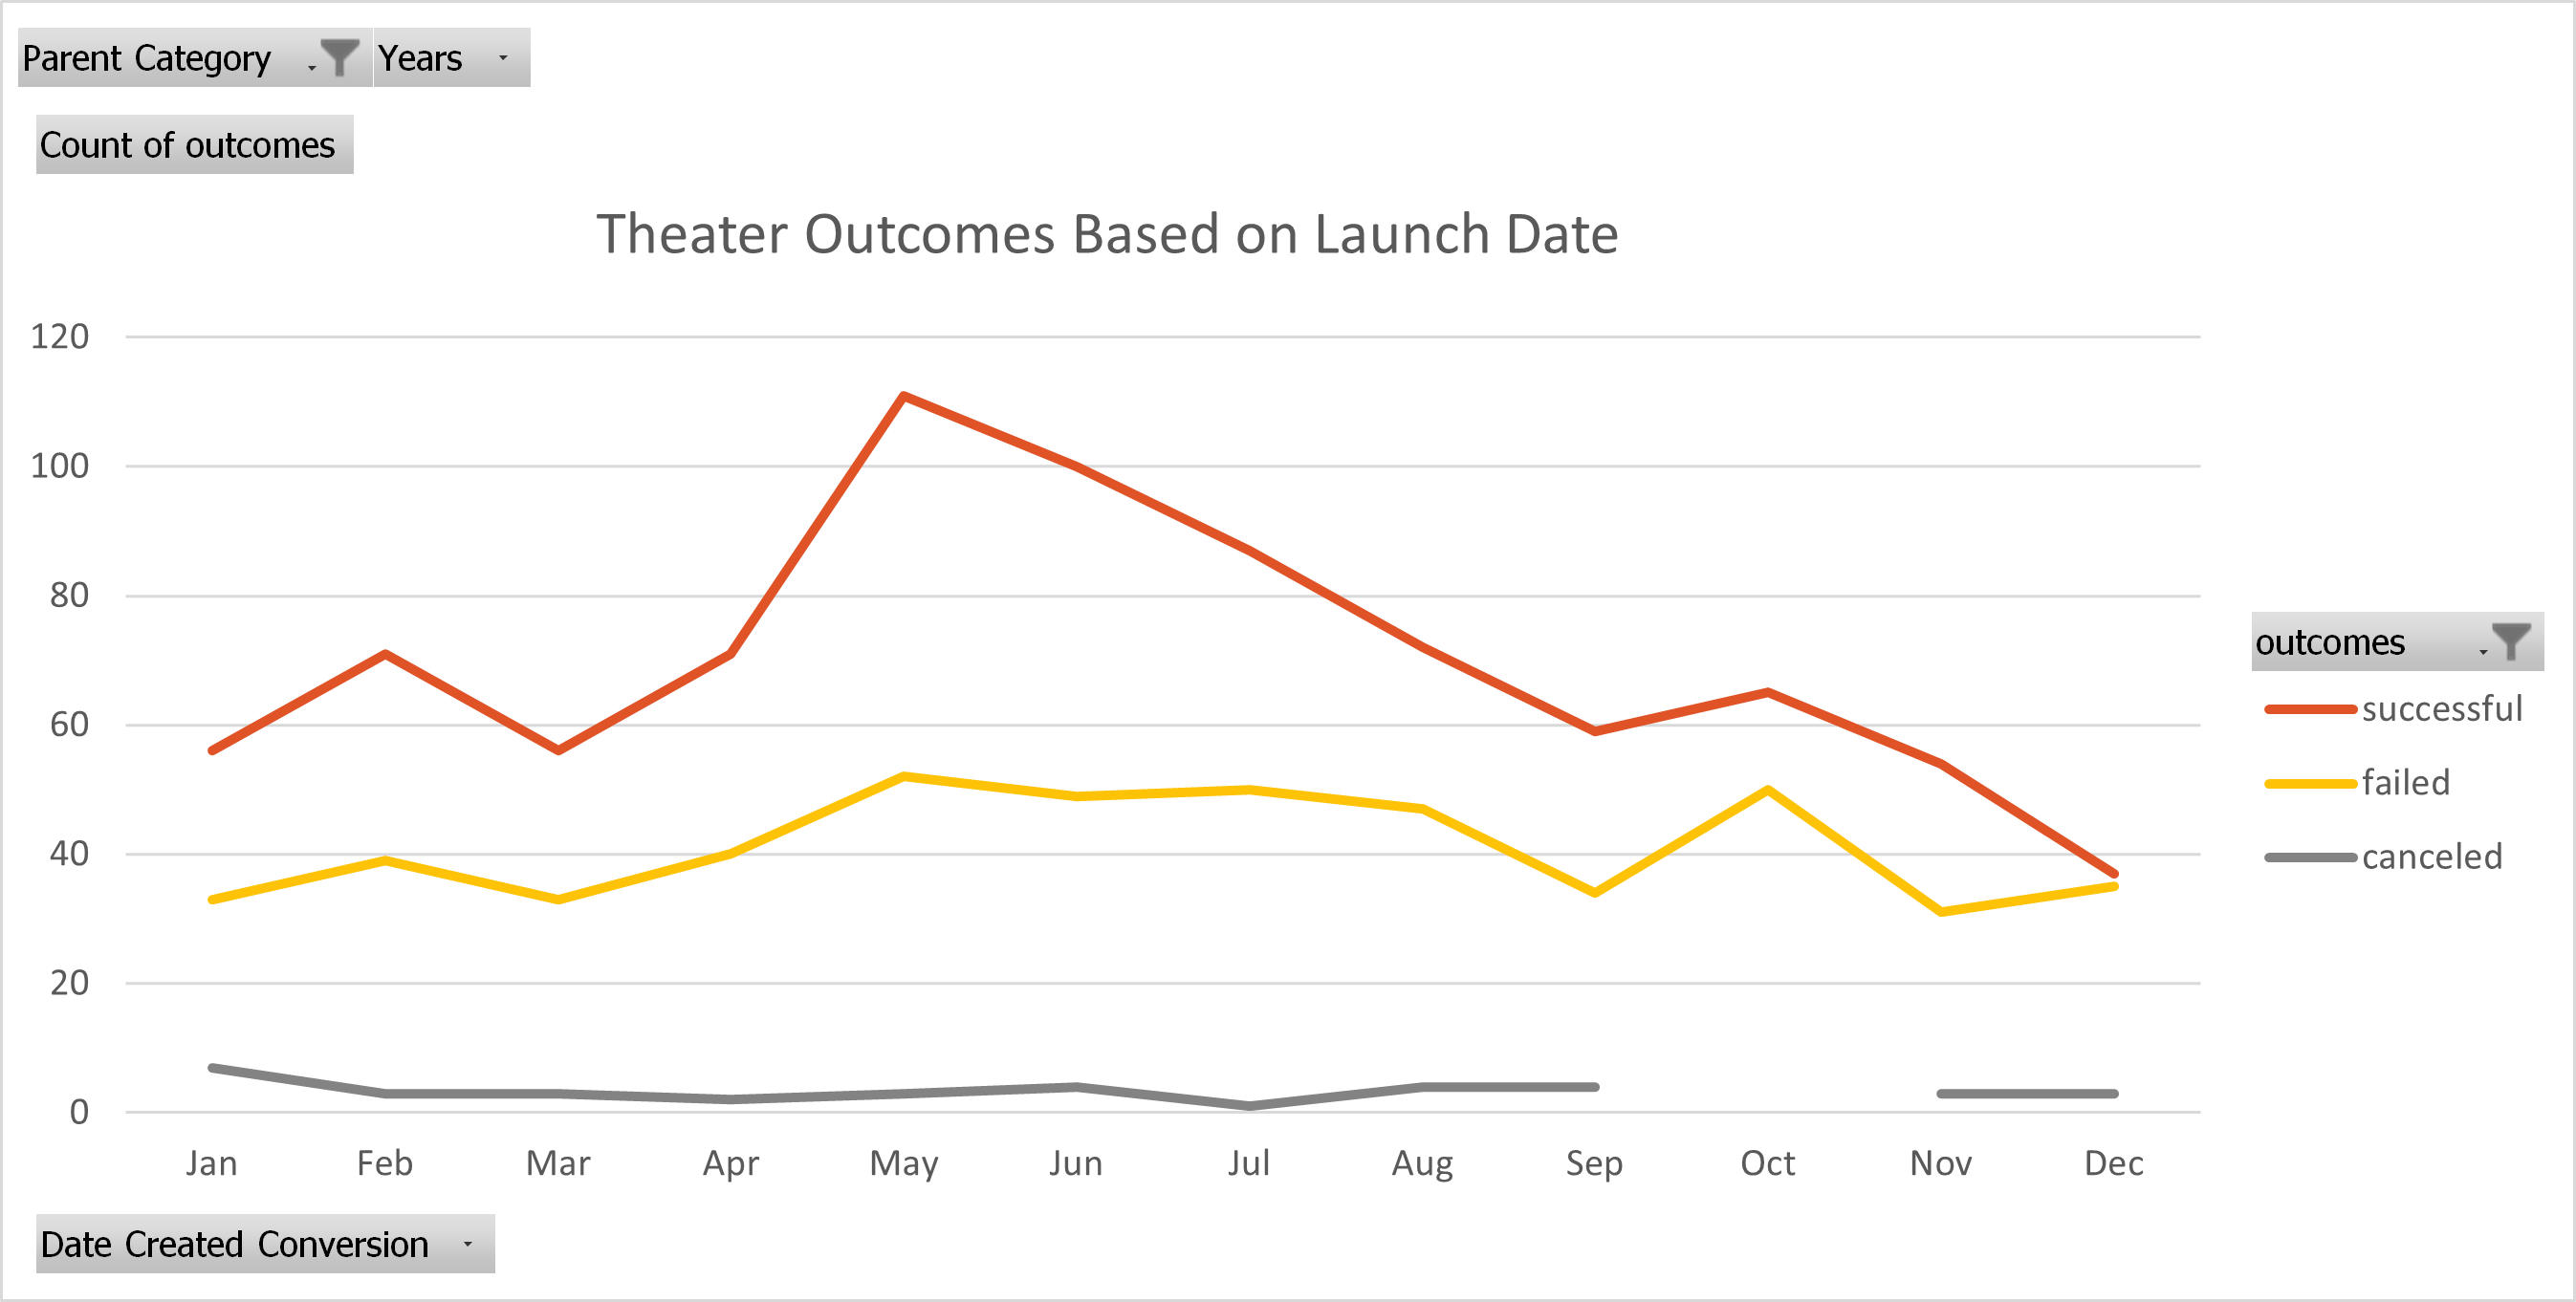 Parent Category Years
Count of outcomes
Theater Outcomes Based on Launch Date
120
100
80
60
40
20
0
Jan Feb Mar Apr May Jun Jul Aug Sep Oct Nov Dec
outcomes
successful
failed
canceled
Date Created Conversion